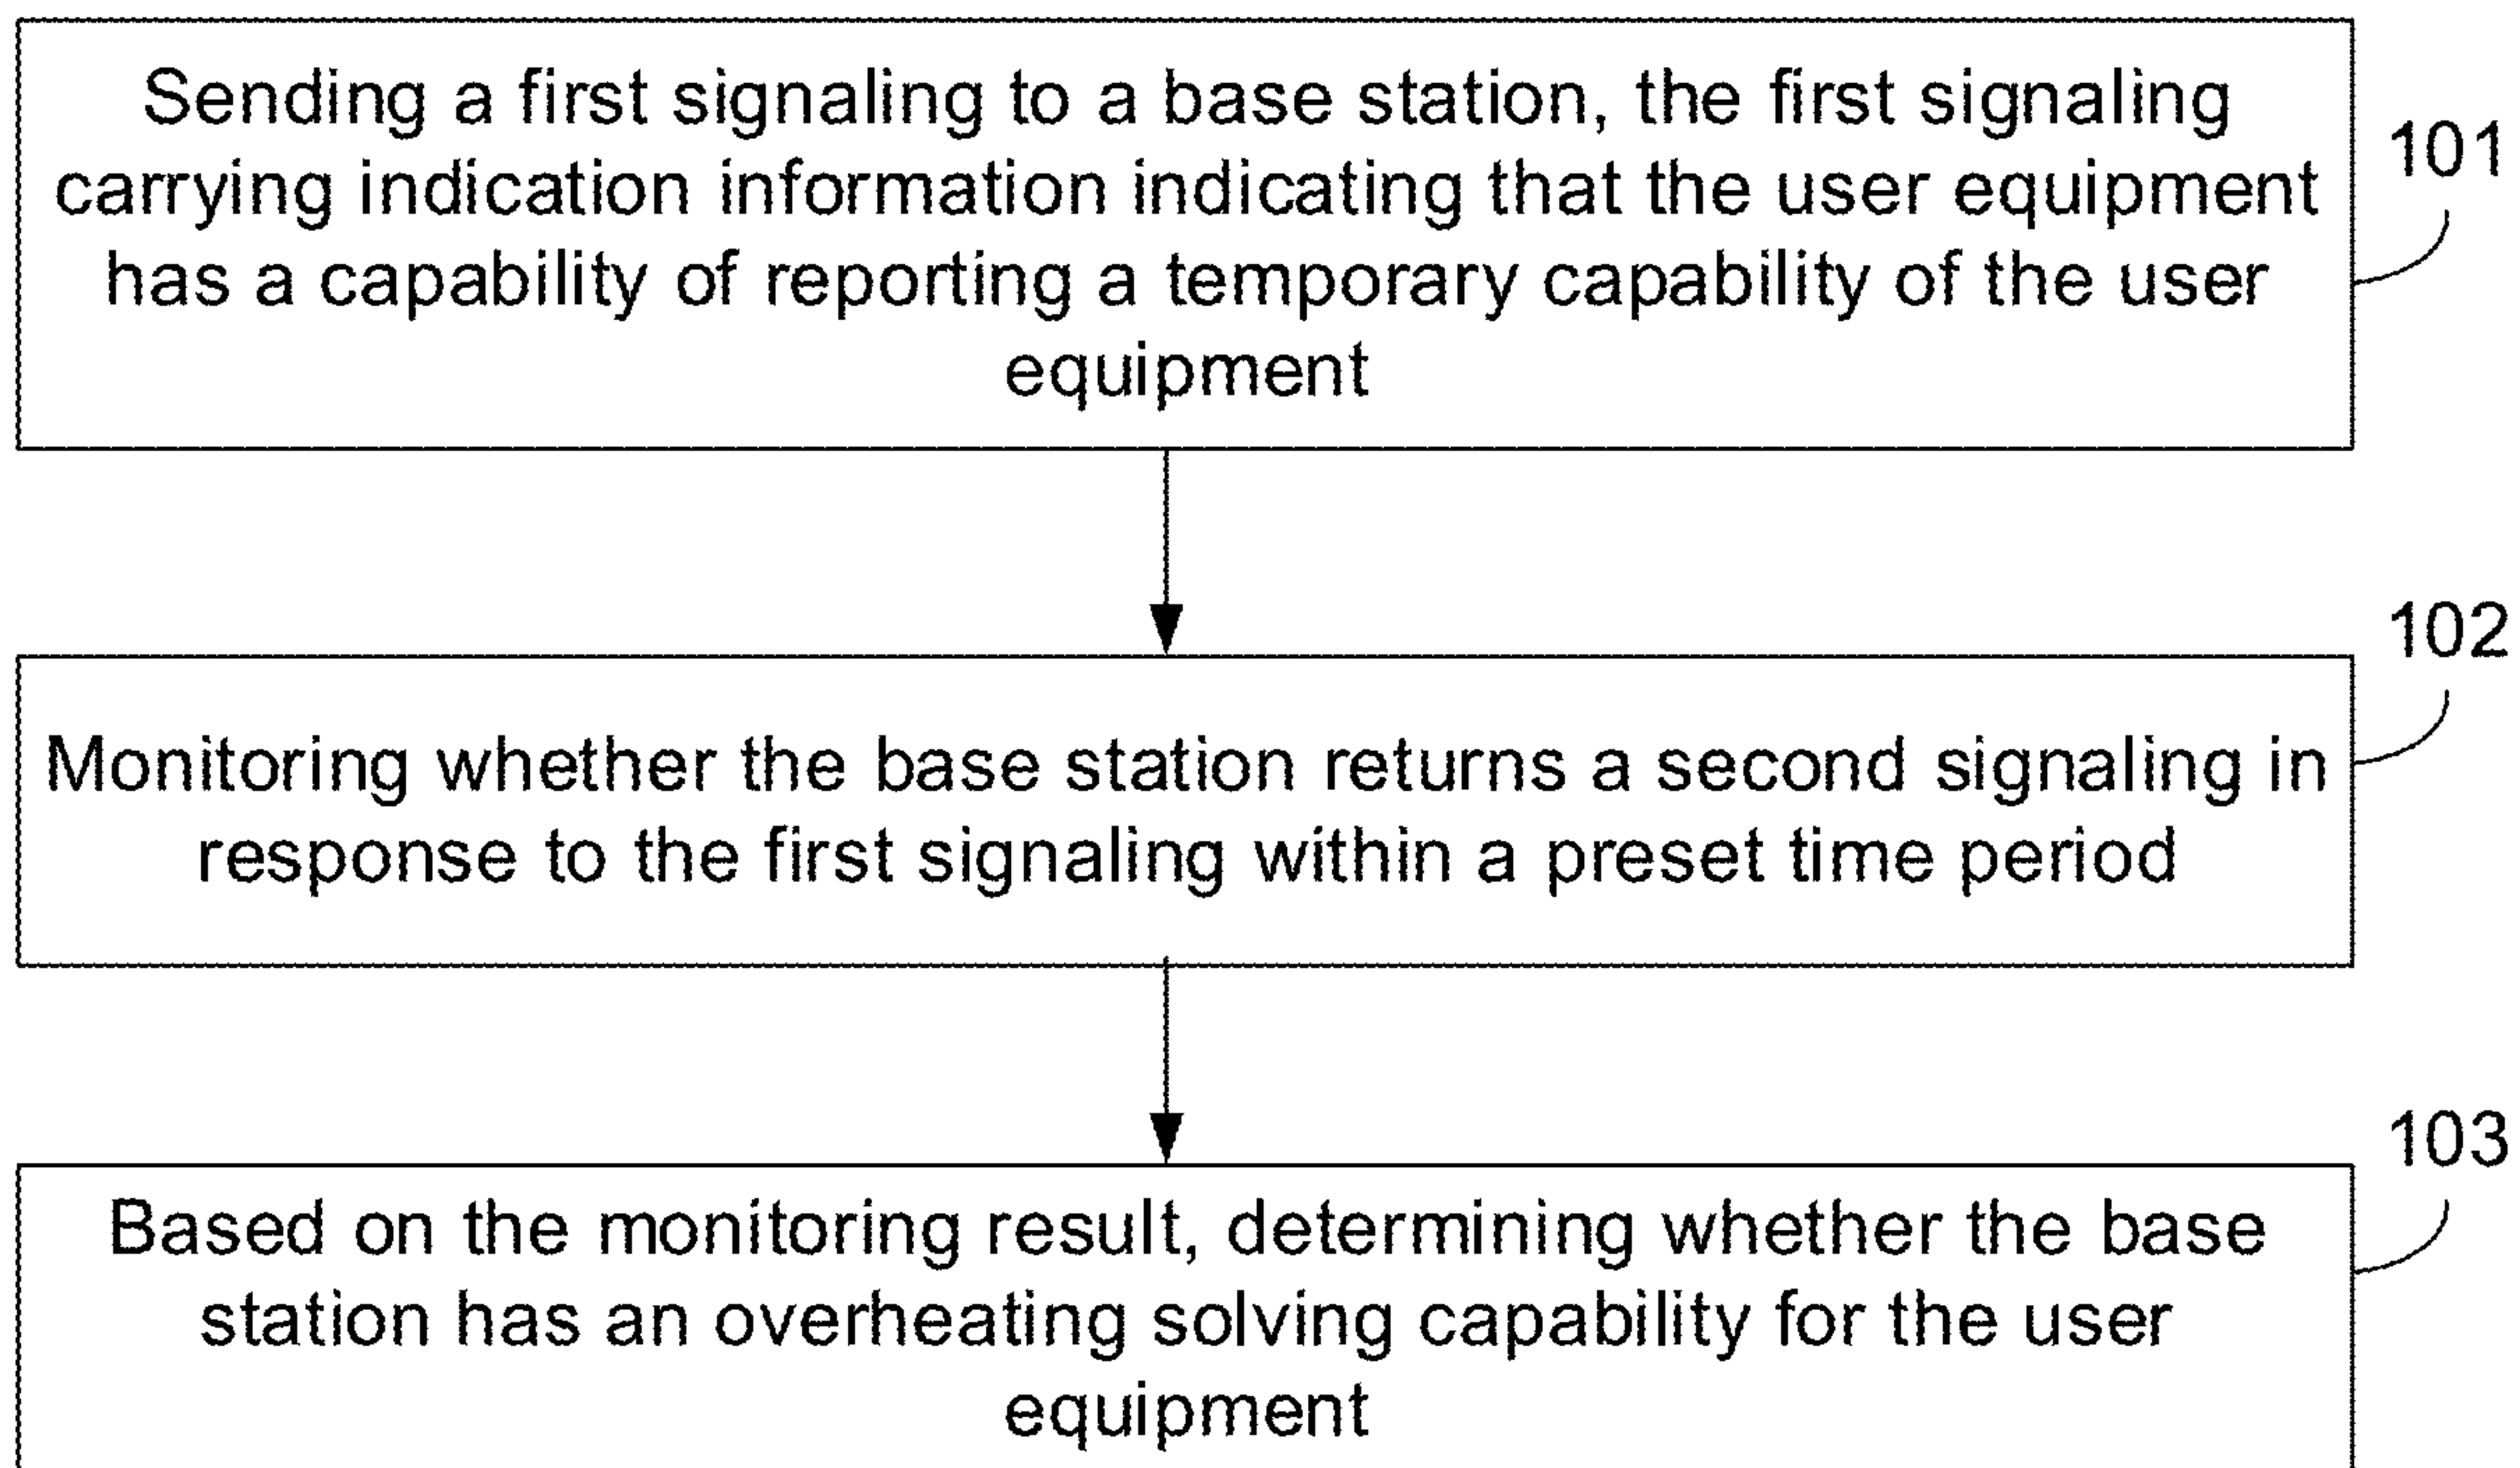 Sending a first signaling to a base station, the first signaling
carrying indication information indicating that the user equipment
has a capability of reporting a temporary capability of the user
equipment
101
102
Monitoring whether the base station returns a second signaling in
response to the first signaling within a preset time period
103
Based on the monitoring result, determining whether the base
station has an overheating solving capability for the user
equipment